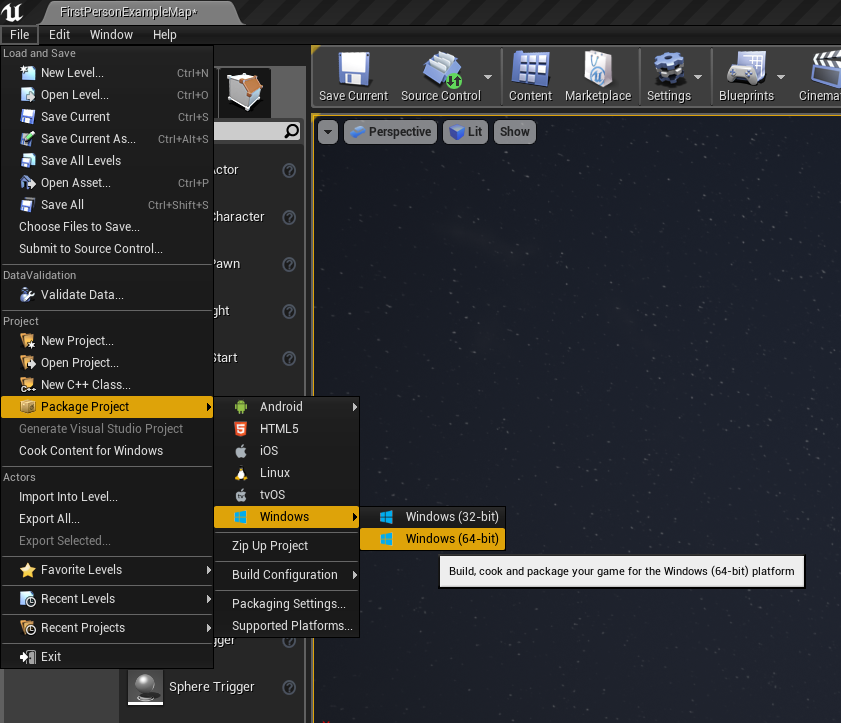 FirstPersonExampleMap*
File Edit Window Help
Load and Save
New Level... Ctrl+N
Open Level... Ctrl+O
Save Current Ctrl+S
Save Current As... Ctrl+Alt+S
Save All Levels
Open Asset... Ctrl+P
Save All Ctrl+Shift+S
Choose Files to Save...
Submit to Source Control...
DataValidation
Validate Data...
Project
New Project...
Open Project...
New C++ Class...
Package Project
Generate Visual Studio Project
Cook Content for Windows
Actors
Import Into Level...
Export All...
Export Selected...
Favorite Levels
Recent Levels
Recent Projects
Exit
Android
HTML5
iOS
Linux
tvOS
Windows
Zip Up Project
Build Configuration
Packaging Settings...
Supported Platforms...
Windows (32-bit)
Windows (64-bit)
Build, cook and package your game for the Windows (64-bit) platform
Save Current Source Control Content Marketplace Settings Blueprints Cinema
Perspective Lit Show
Actor
Character
Pawn
ght
Start
gger
Sphere Trigger